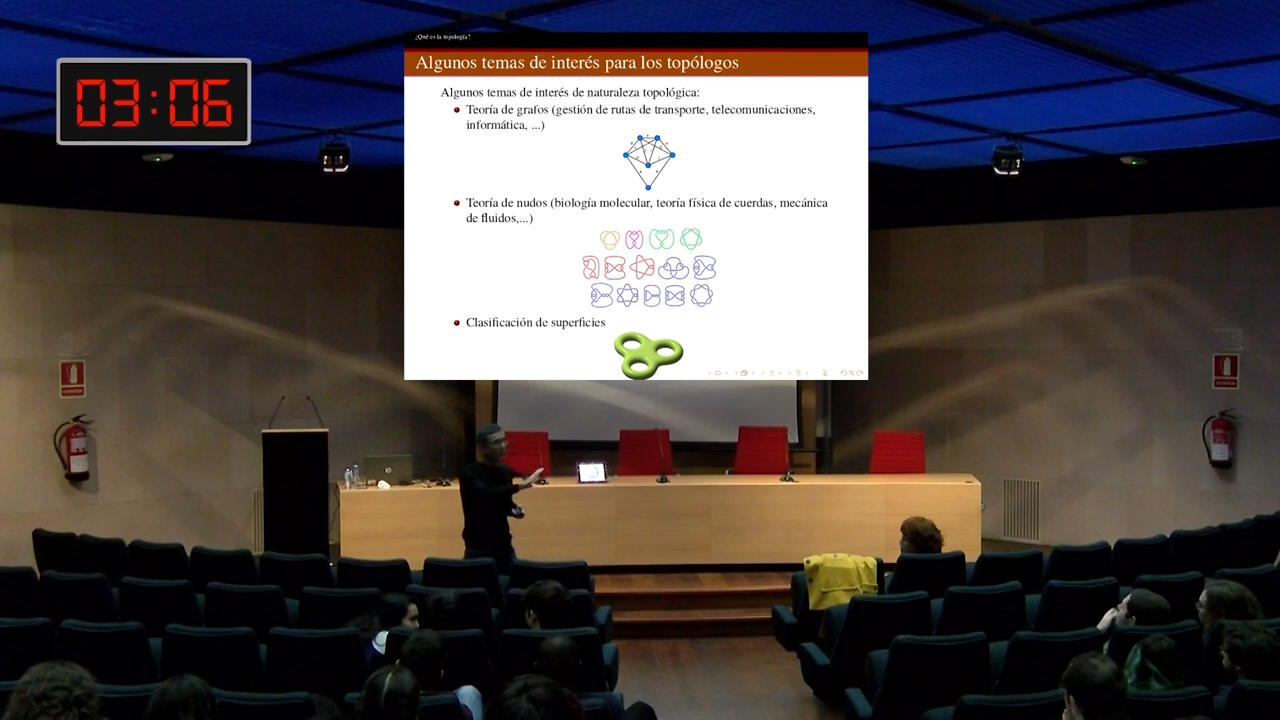 03:06
¿Qué es la topología?
Algunos temas de interés para los topólogos
Algunos temas de interés de naturaleza topológica:
Teoría de grafos (gestión de rutas de transporte, telecomunicaciones,
informática, ...)
Teoría de nudos (biología molecular, teoría física de cuerdas, mecánica
de fluidos,...)
Clasificación de superficies